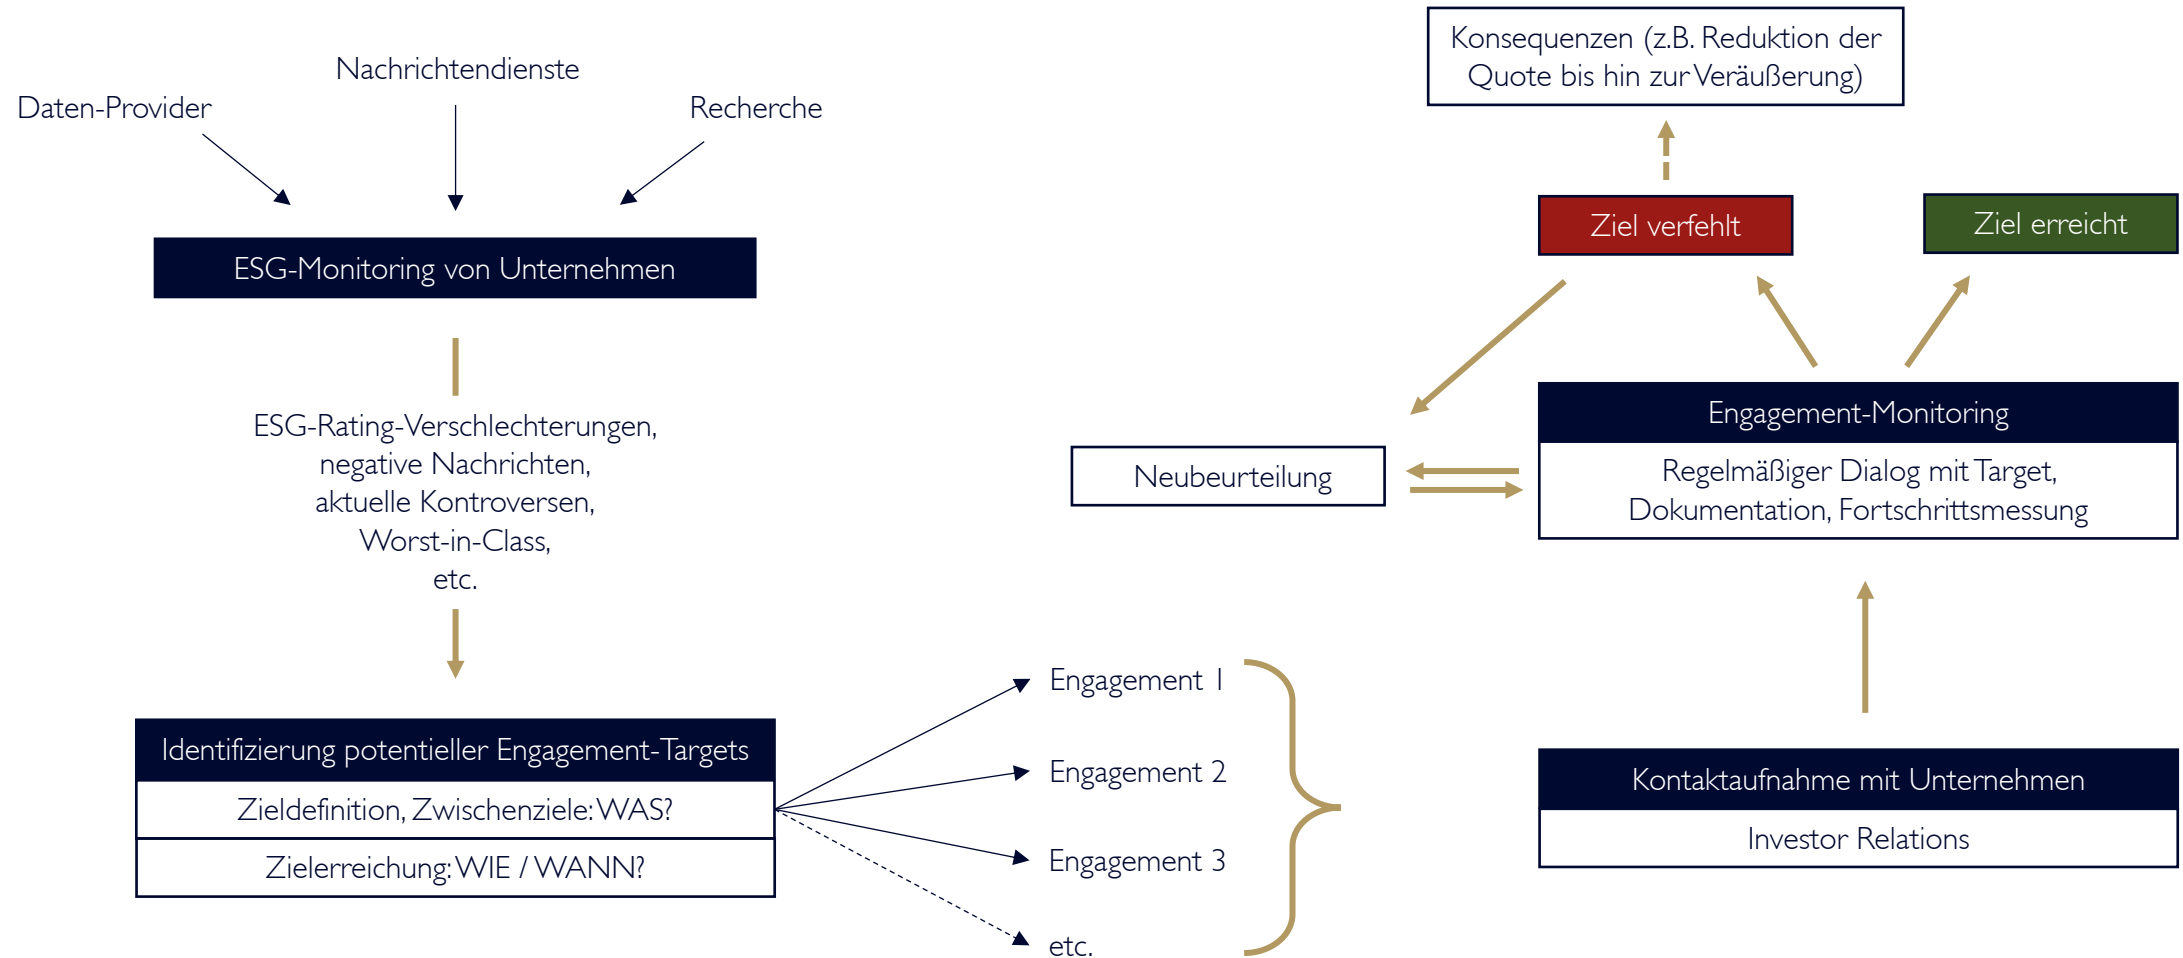 Daten-Provider
Nachrichtendienste
Recherche
ESG-Monitoring von Unternehmen
ESG-Rating-Verschlechterungen,
negative Nachrichten,
aktuelle Kontroversen,
Worst-in-Class,
etc.
Identifizierung potentieller Engagement-Targets
Zieldefinition, Zwischenziele: WAS?
Zielerreichung: WIE / WANN?
Engagement 1
Engagement 2
Engagement 3
etc.
Kontaktaufnahme mit Unternehmen
Investor Relations
Engagement-Monitoring
Regelmäßiger Dialog mit Target,
Dokumentation, Fortschrittsmessung
Neubeurteilung
Ziel verfehlt
Ziel erreicht
Konsequenzen (z.B. Reduktion der
Quote bis hin zur Veräußerung)